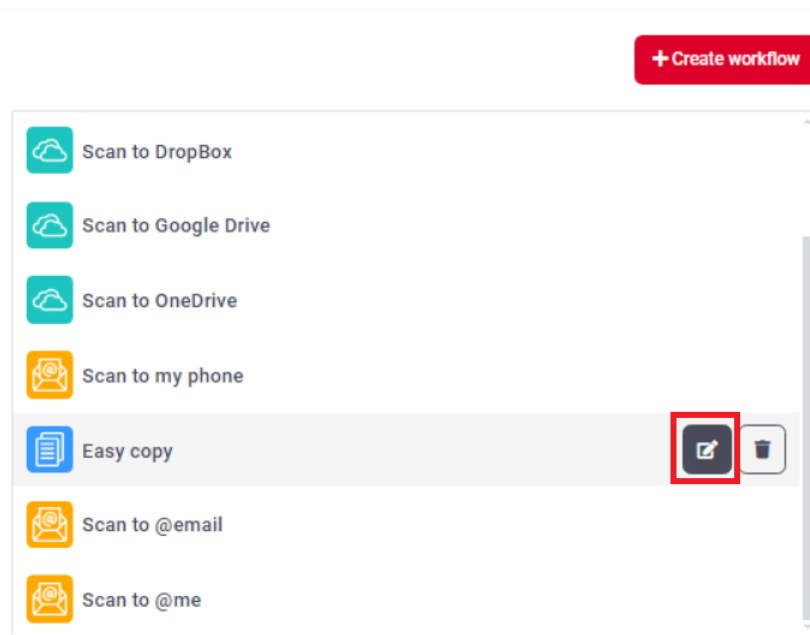 Create workflow
Scan to DropBox
Scan to Google Drive
Scan to OneDrive
Scan to my phone
Easy copy
Scan to @email
Scan to @me